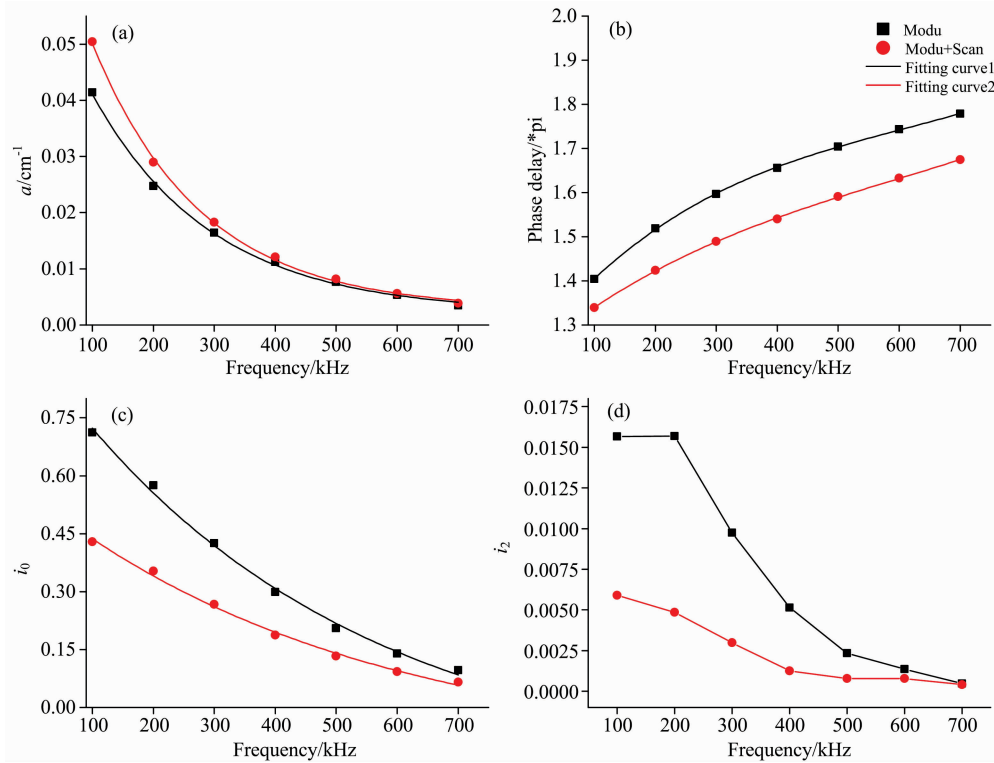 (a)
0.05
0.04
0.03
0.02
0.01
0.00
a/cm-1
100 200 300 400 500 600 700
Frequency/kHz
(b)
2.0
1.9
1.8
1.7
1.6
1.5
1.4
1.3
Phase delay/*pi
Modu
Modu+Scan
Fitting curve1
Fitting curve2
100 200 300 400 500 600 700
Frequency/kHz
(c)
0.75
0.60
0.45
0.30
0.15
0.00
i0
100 200 300 400 500 600 700
Frequency/kHz
(d)
0.0175
0.0150
0.0125
0.0100
0.0075
0.0050
0.0025
0.0000
i2
100 200 300 400 500 600 700
Frequency/kHz